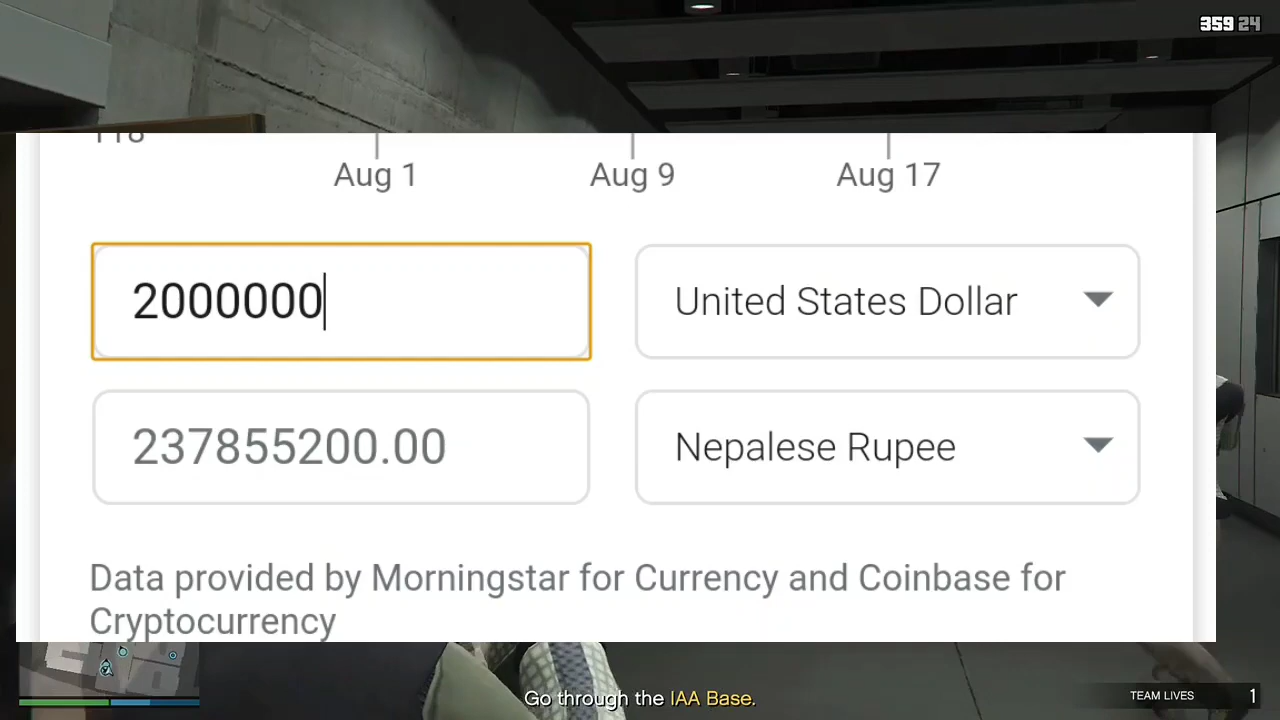 359 24
118
Aug 1 Aug 9 Aug 17
2000000 United States Dollar
237855200.00 Nepalese Rupee
Data provided by Morningstar for Currency and Coinbase for
Cryptocurrency
Go through the IAA Base.
TEAM LIVES 1